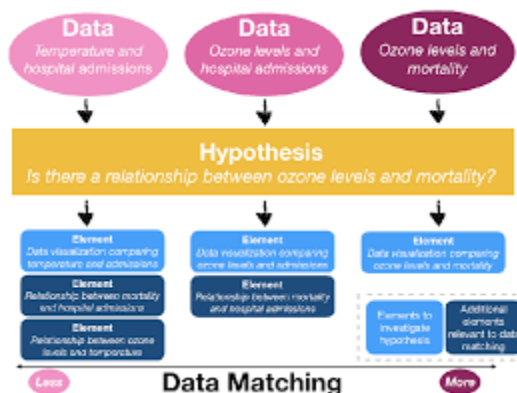 Data
Temperature and
hospital admissions
Data
Ozone levels and
hospital admissions
Data
Ozone levels and
mortality
Hypothesis
Is there a relationship between ozone levels and mortality?
Element
Data visualization comparing
temperature and admissions
Element
Relationship between mortality
and hospital admissions
Element
Relationship between ozone
levels and temperature
Element
Data visualization comparing
ozone levels and admissions
Element
Relationship between mortality
and hospital admissions
Element
Data visualization comparing
ozone levels and mortality
Elements to
investigate
hypothesis
Additional
elements
relevant to data
matching
Less
Data Matching
More